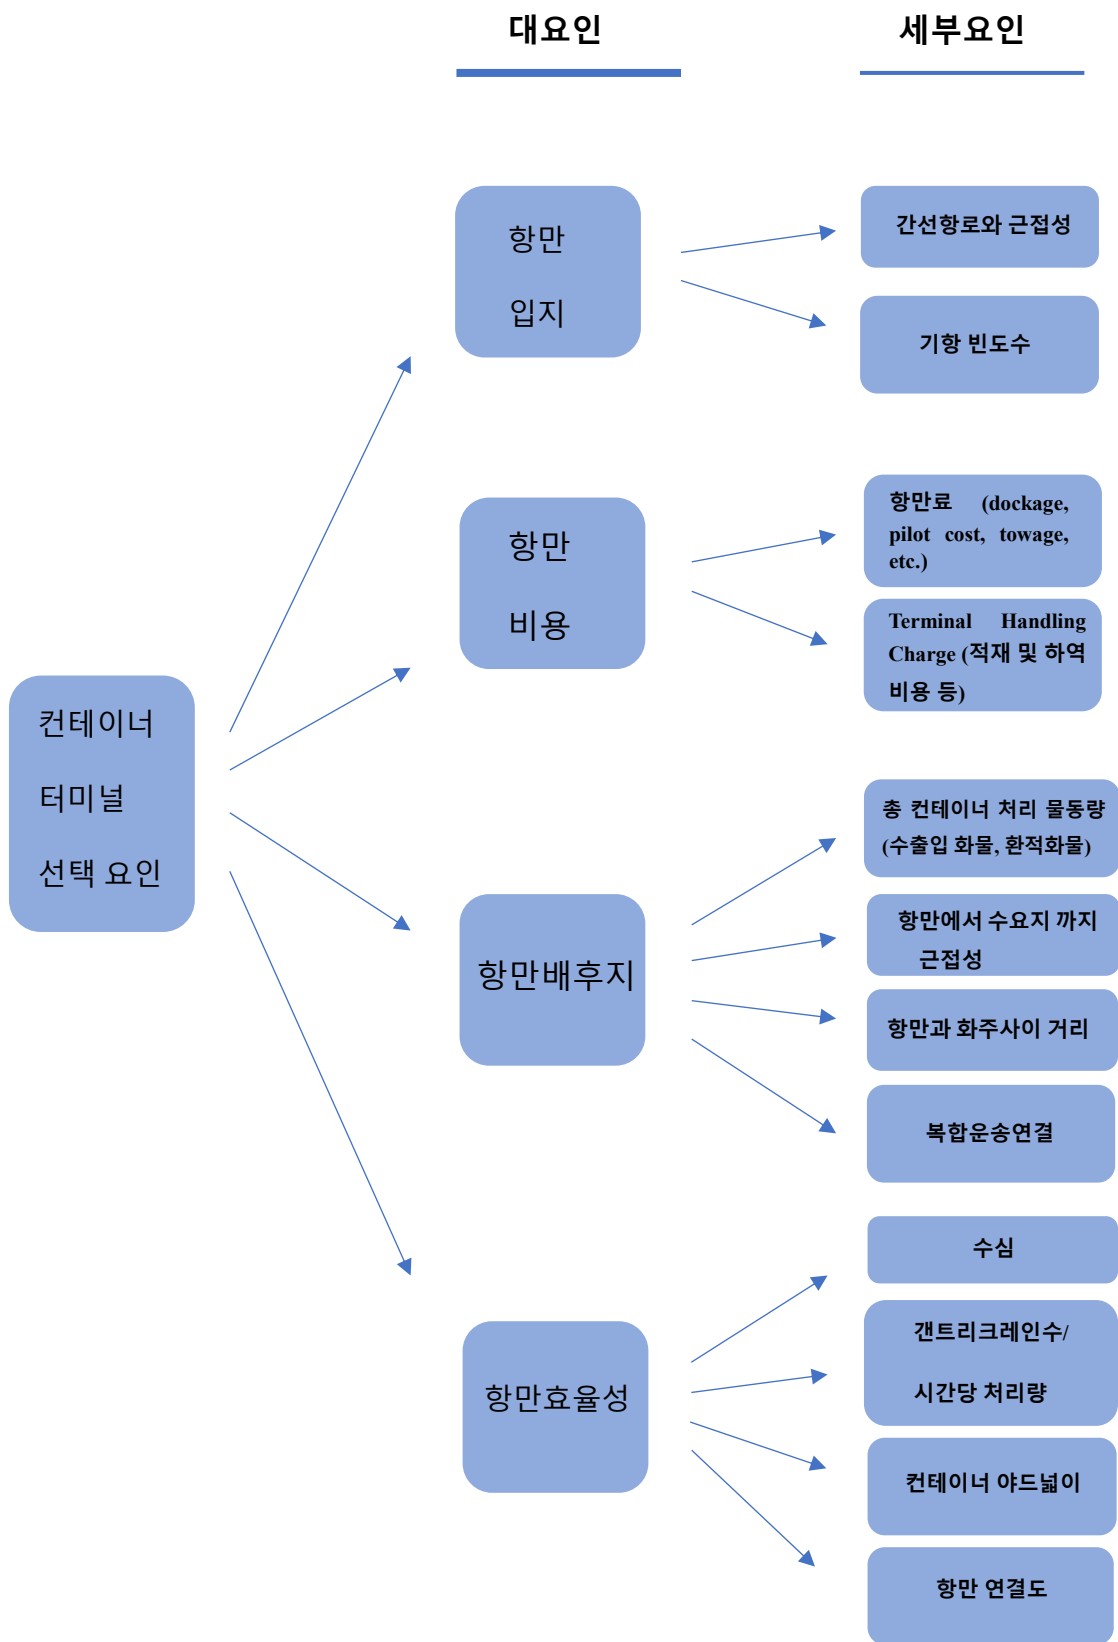 대요인
세부요인
항만
입지
간선항로와 근접성
기항 빈도수
항만
비용
항만료 (dockage,
pilot cost, towage,
etc.)
Terminal Handling
Charge (적재 및 하역
비용 등)
컨테이너
터미널
선택 요인
항만배후지
총 컨테이너 처리 물동량
(수출입 화물, 환적화물)
항만에서 수요지 까지
근접성
항만과 화주사이 거리
복합운송연결
항만효율성
수심
갠트리크레인수/
시간당 처리량
컨테이너 야드넓이
항만 연결도